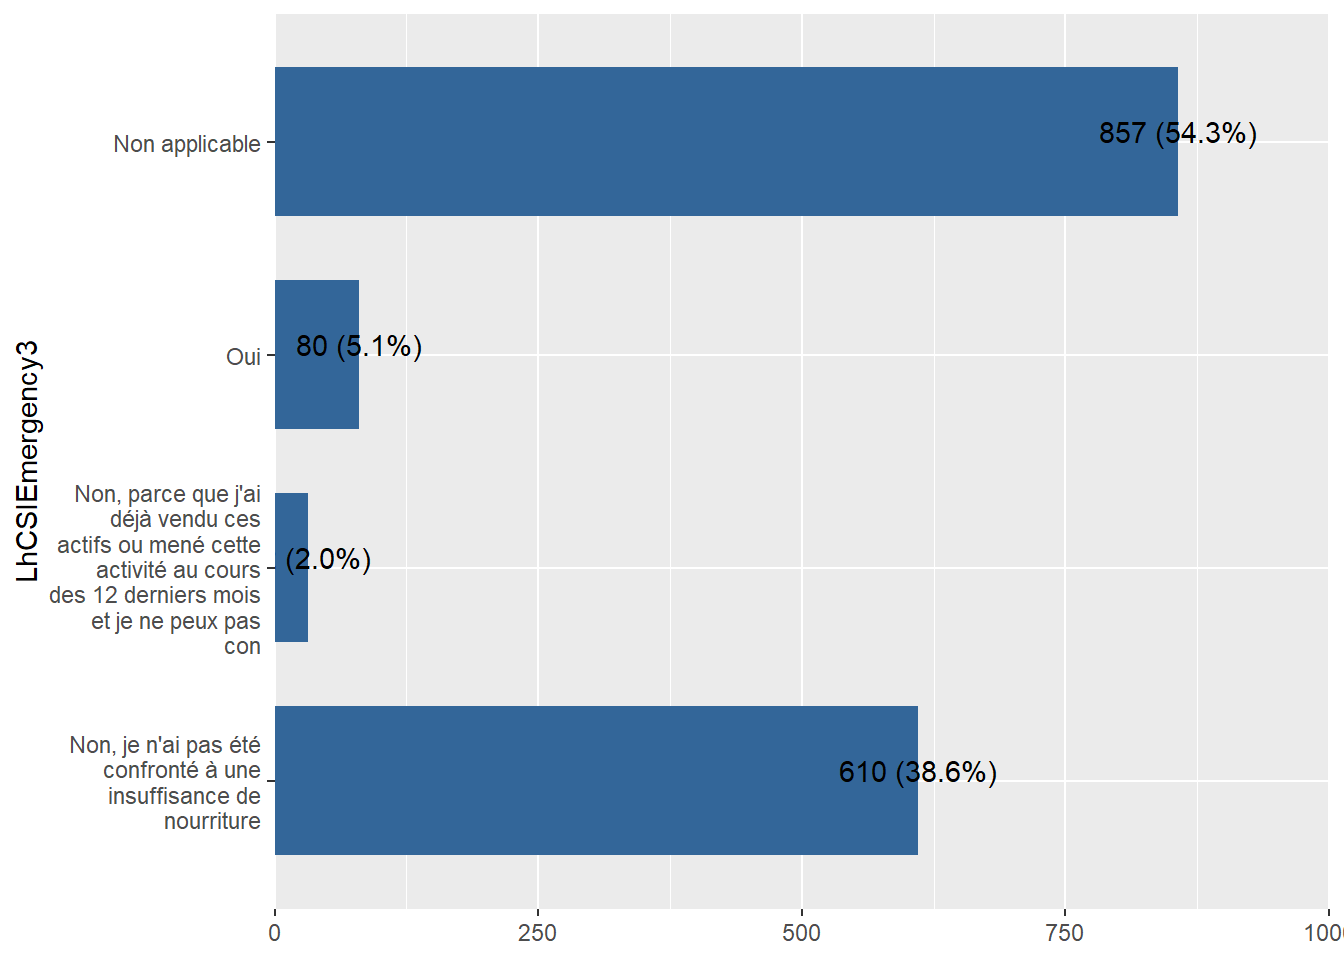 Non applicable
857 (54.3%)
Oui
80 (5.1%)
Non, parce que j'ai
déjà vendu ces
actifs ou mené cette
activité au cours
des 12 derniers mois
et je ne peux pas
con
(2.0%)
Non, je n'ai pas été
confronté à une
insuffisance de
nourriture
610 (38.6%)
LhCSIEmergency3
0
250
500
750